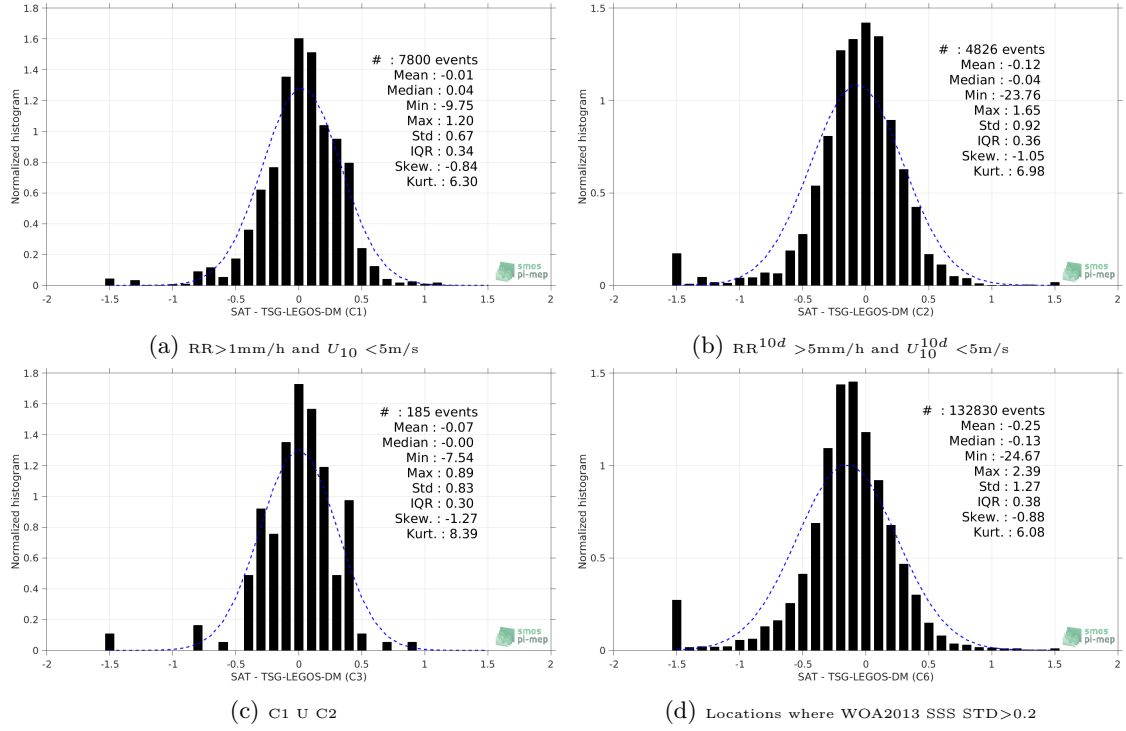 1.8
1.6
1.4
1.2
1
0.8
0.6
0.4
0.2
0
Normalized histogram
# : 7800 events
Mean : -0.01
Median : 0.04
Min : -9.75
Max : 1.20
Std : 0.67
IQR : 0.34
Skew. : -0.84
Kurt. : 6.30
smos
pi-mep
-2 -1.5 -1 -0.5 0 0.5 1 1.5 2
SAT - TSG-LEGOS-DM (C1)
(a) RR>1mm/h and U10 <5m/s
1.5
1
0.5
0
Normalized histogram
# : 4826 events
Mean : -0.12
Median : -0.04
Min : -23.76
Max : 1.65
Std : 0.92
IQR : 0.36
Skew. : -1.05
Kurt. : 6.98
smos
pi-mep
-2 -1.5 -1 -0.5 0 0.5 1 1.5 2
SAT - TSG-LEGOS-DM (C2)
(b) RR10d >5mm/h and U10d10 <5m/s
1.8
1.6
1.4
1.2
1
0.8
0.6
0.4
0.2
0
Normalized histogram
# : 185 events
Mean : -0.07
Median : -0.00
Min : -7.54
Max : 0.89
Std : 0.83
IQR : 0.30
Skew. : -1.27
Kurt. : 8.39
smos
pi-mep
-2 -1.5 -1 -0.5 0 0.5 1 1.5 2
SAT - TSG-LEGOS-DM (C3)
(c) C1 U C2
1.5
1
0.5
0
Normalized histogram
# : 132830 events
Mean : -0.25
Median : -0.13
Min : -24.67
Max : 2.39
Std : 1.27
IQR : 0.38
Skew. : -0.88
Kurt. : 6.08
smos
pi-mep
-2 -1.5 -1 -0.5 0 0.5 1 1.5 2
SAT - TSG-LEGOS-DM (C6)
(d) Locations where WOA2013 SSS STD>0.2